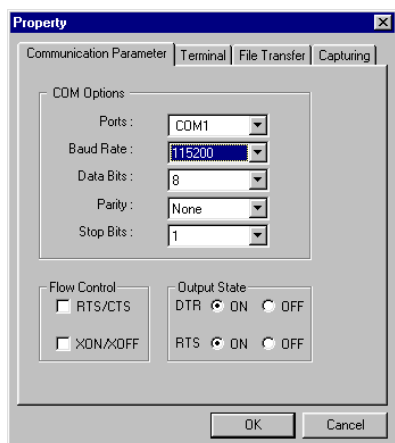 Property
Communication Parameter Terminal File Transfer Capturing
COM Options
Ports : COM1
Baud Rate : 115200
Data Bits : 8
Parity : None
Stop Bits : 1
Flow Control Output State
RTS/CTS DTR ON OFF
XON/XOFF RTS ON OFF
OK Cancel